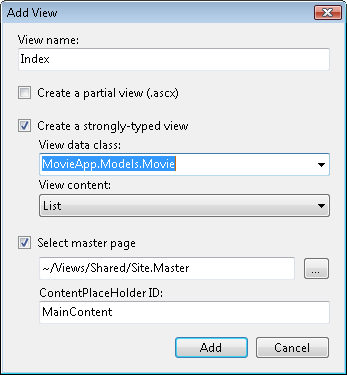 Add View
View name:
Index
Create a partial view (.ascx)
Create a strongly-typed view
View data class:
MovieApp.Models.Movie
View content:
List
Select master page
~/Views/Shared/Site.Master
...
ContentPlaceHolder ID:
MainContent
Add Cancel